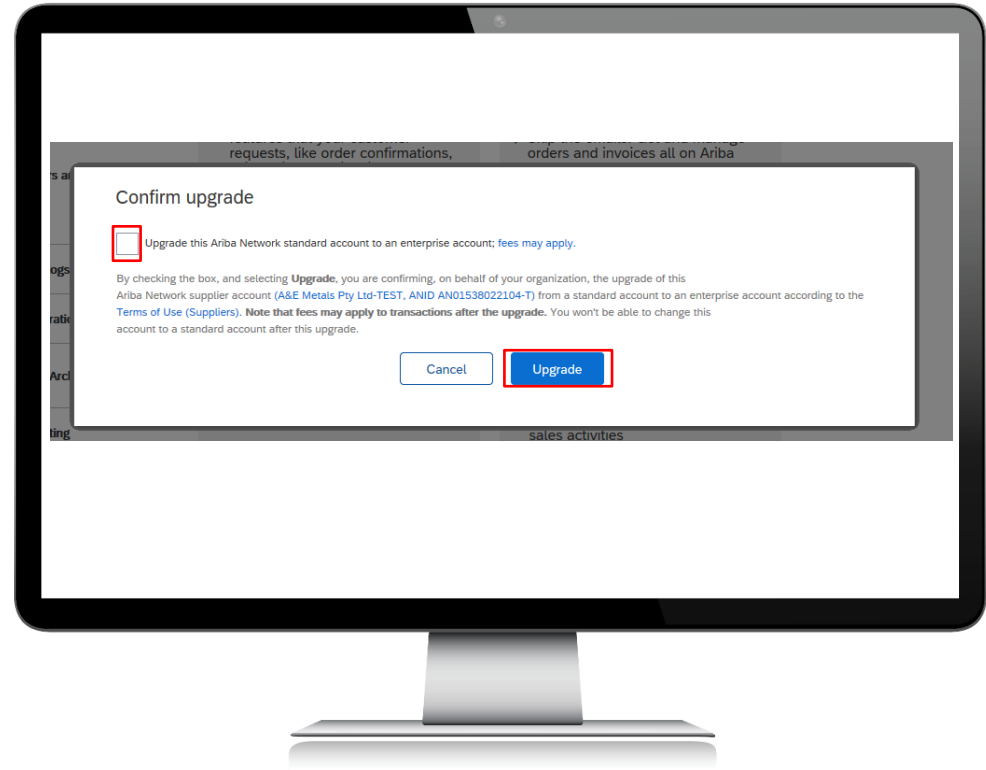 requests, like order confirmations,
orders and invoices all on Ariba
Confirm upgrade
Upgrade this Ariba Network standard account to an enterprise account; fees may apply.
By checking the box, and selecting Upgrade, you are confirming, on behalf of your organization, the upgrade of this
Ariba Network supplier account (A&E Metals Pty Ltd-TEST, ANID AN01538022104-T) from a standard account to an enterprise account according to the
Terms of Use (Suppliers). Note that fees may apply to transactions after the upgrade. You won't be able to change this
account to a standard account after this upgrade.
Cancel
Upgrade
sales activities